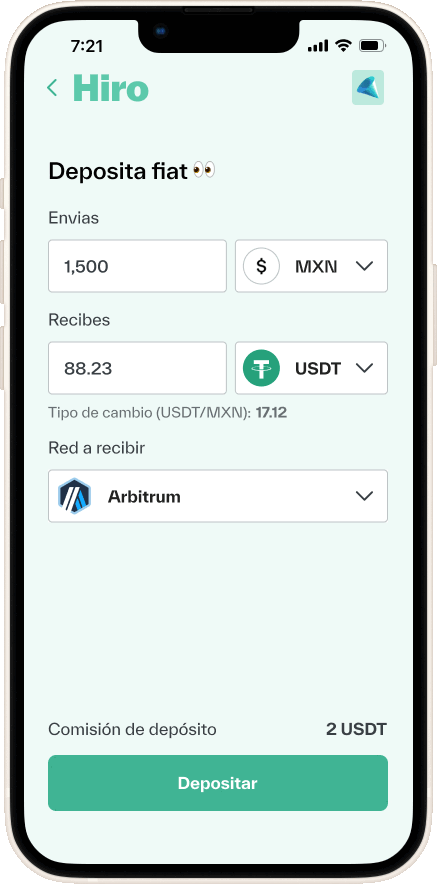 7:21
Hiro
Deposita fiat 👀
Envias
1,500 $ MXN
Recibes
88.23 USDT
Tipo de cambio (USDT/MXN): 17.12
Red a recibir
Arbitrum
Comisión de depósito 2 USDT
Depositar